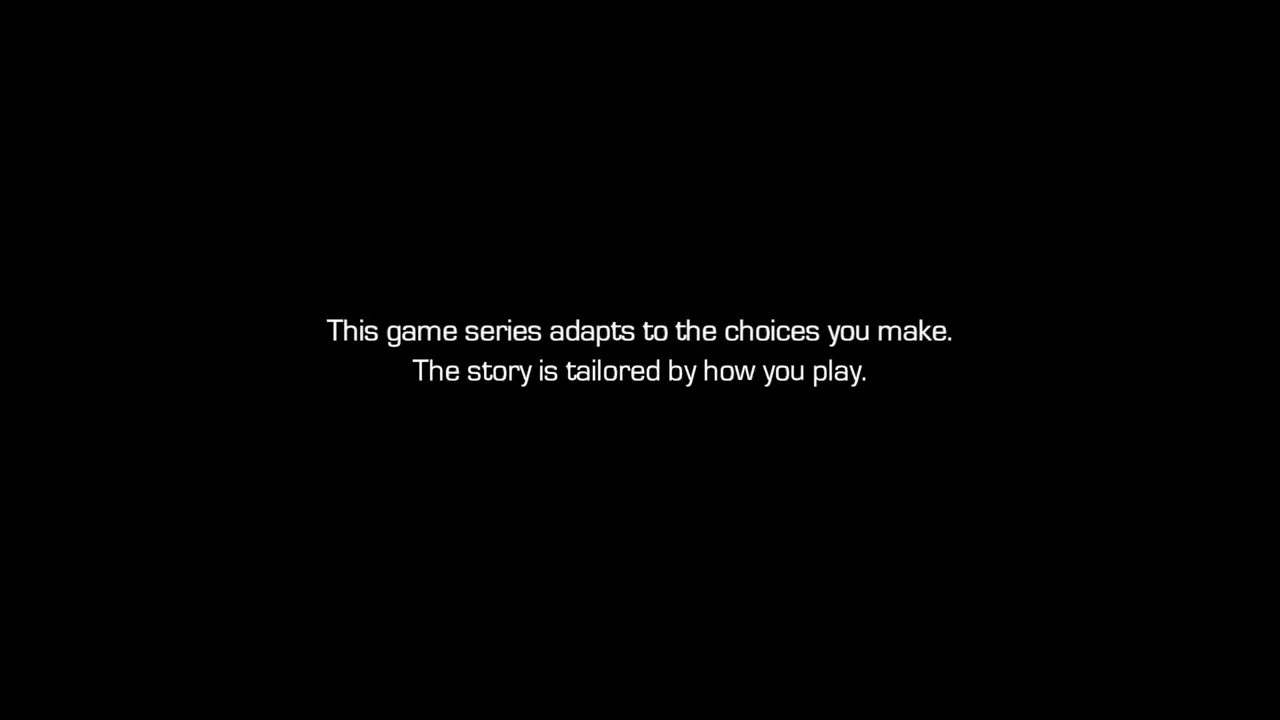 This game series adapts to the choices you make.
The story is tailored by how you play.